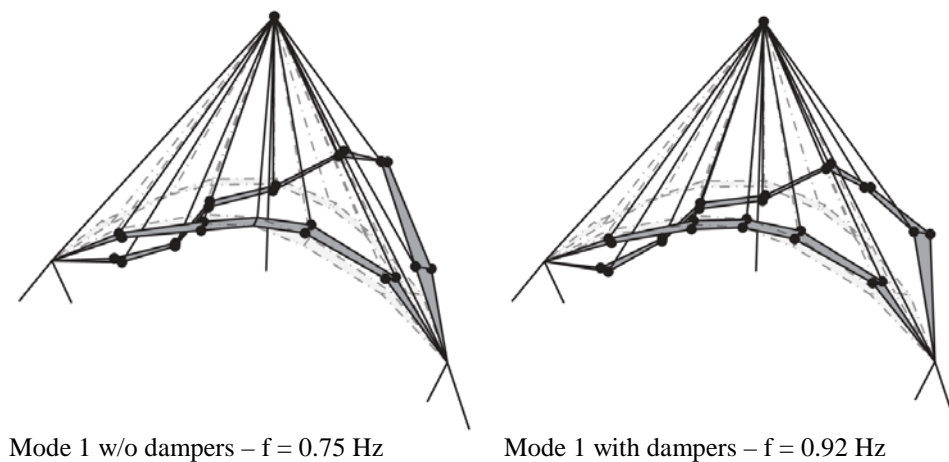 Mode 1 w/o dampers – f = 0.75 Hz
Mode 1 with dampers – f = 0.92 Hz